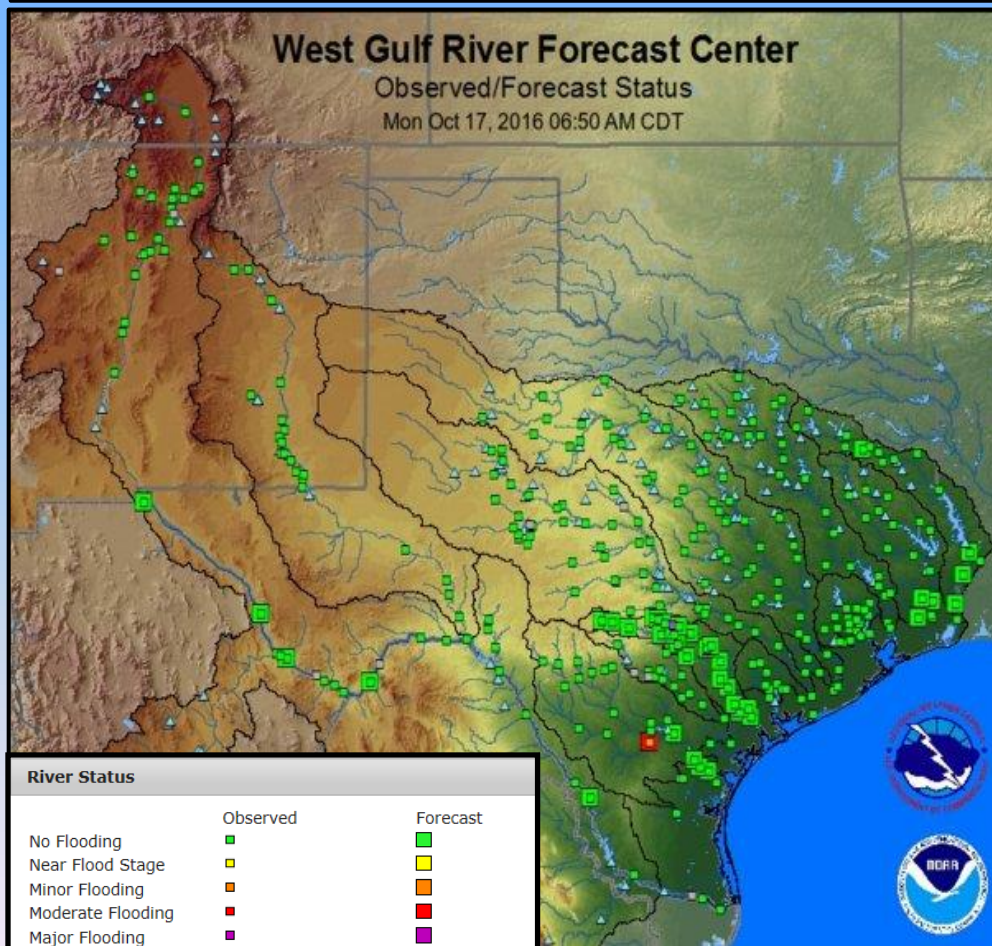 West Gulf River Forecast Center
Observed/Forecast Status
Mon Oct 17, 2016 06:50 AM CDT
River Status
Observed Forecast
No Flooding
Near Flood Stage
Minor Flooding
Moderate Flooding
Major Flooding
NOAA